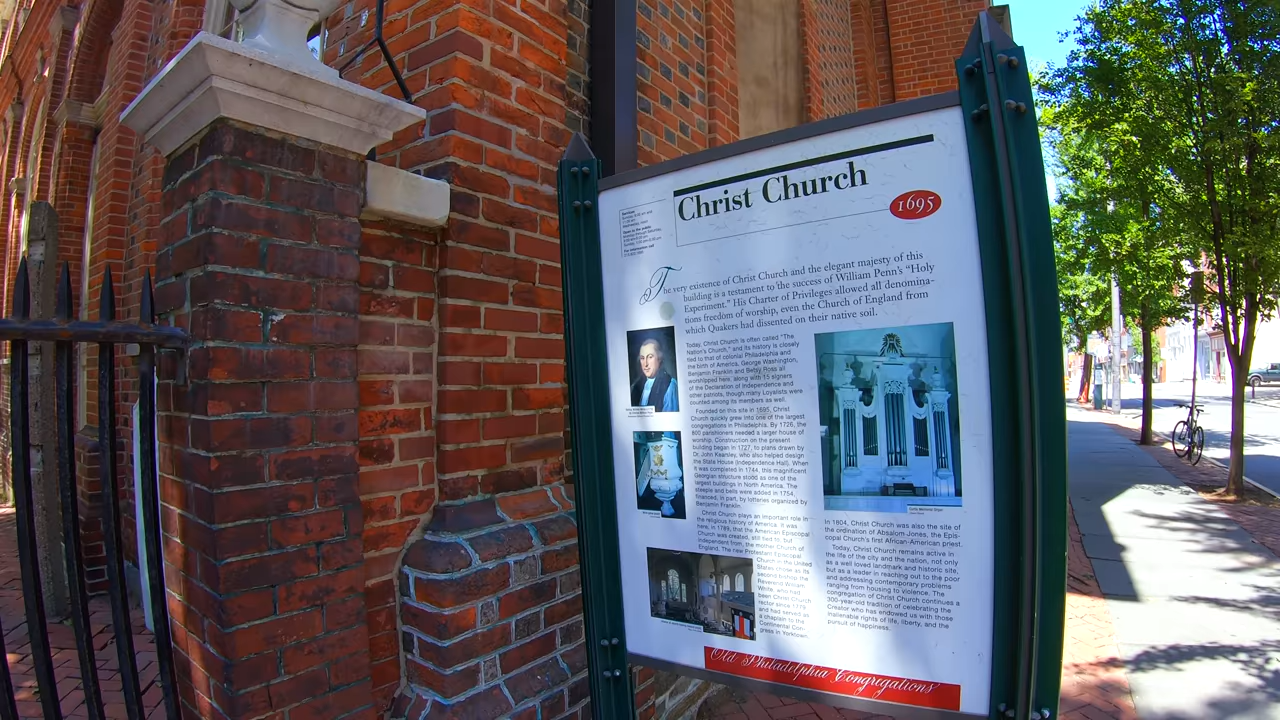 Christ Church
1695
The very existence of Christ Church and the elegant majesty of this
building is a testament to the success of William Penn's "Holy
Experiment." His Charter of Privileges allowed all denomina-
tions freedom of worship, even the Church of England from
which Quakers had dissented on their native soil.
Today, Christ Church is often called "The
Nation's Church," and its history is closely
tied to that of colonial Philadelphia and
the birth of America. George Washington,
Benjamin Franklin and Betsy Ross all
worshipped here, along with 15 signers
of the Declaration of Independence and
other patriots, though many Loyalists were
counted among its members as well.
Founded on this site in 1695, Christ
Church quickly grew into one of the largest
congregations in Philadelphia. By 1726, the
800 parishioners needed a larger house of
worship. Construction on the present
building began in 1727, to plans drawn by
Dr. John Kearsley, who also helped design
the State House (Independence Hall). When
it was completed in 1744, this magnificent
Georgian structure stood as one of the
largest buildings in North America. The
steeple and bells were added in 1754,
financed, in part, by lotteries organized by
Benjamin Franklin.
Christ Church plays an important role in
the religious history of America. It was
here, in 1789, that the American Episcopal
Church was created, still tied to, but
independent from, the mother Church of
England. The new Protestant Episcopal
Church in the United
States chose as its
second bishop the
Reverend William
White, who had
been Christ Church
rector since 1779
and had served as
a chaplain to the
Continental Con-
gress in Yorktown.
In 1804, Christ Church was also the site of
the ordination of Absalom Jones, the Epis-
copal Church's first African-American priest.
Today, Christ Church remains active in
the life of the city and the nation, not only
as a well loved landmark and historic site,
but as a leader in reaching out to the poor
and addressing contemporary problems
ranging from housing to violence. The
congregation of Christ Church continues a
300-year-old tradition of celebrating the
Creator who has endowed us with those
inalienable rights of life, liberty, and the
pursuit of happiness.
Old Philadelphia Congregations